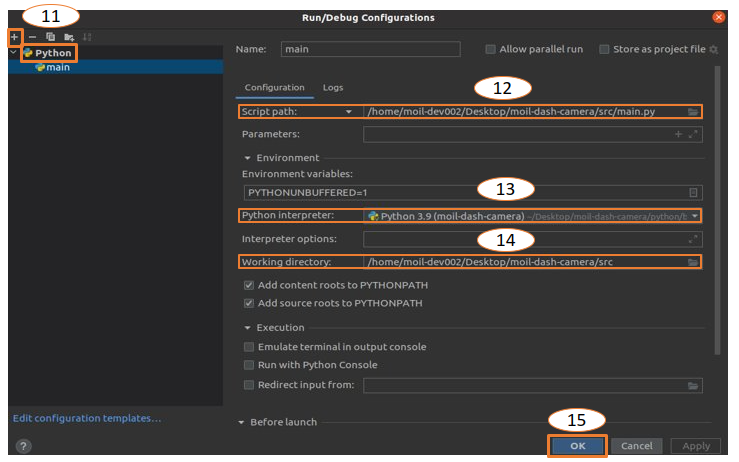 11
Run/Debug Configurations
Python
main
Name: main
Allow parallel run
Store as project file
Configuration Logs
12
Script path: /home/moil-dev002/Desktop/moil-dash-camera/src/main.py
Parameters:
Environment
Environment variables:
13
PYTHONUNBUFFERED=1
Python interpreter: Python 3.9 (moil-dash-camera) ~/Desktop/moil-dash-camera/python/b
14
Interpreter options:
Working directory: /home/moil-dev002/Desktop/moil-dash-camera/src
Add content roots to PYTHONPATH
Add source roots to PYTHONPATH
Execution
Emulate terminal in output console
Run with Python Console
Redirect input from:
Edit configuration templates...
Before launch
15
? OK Cancel Apply